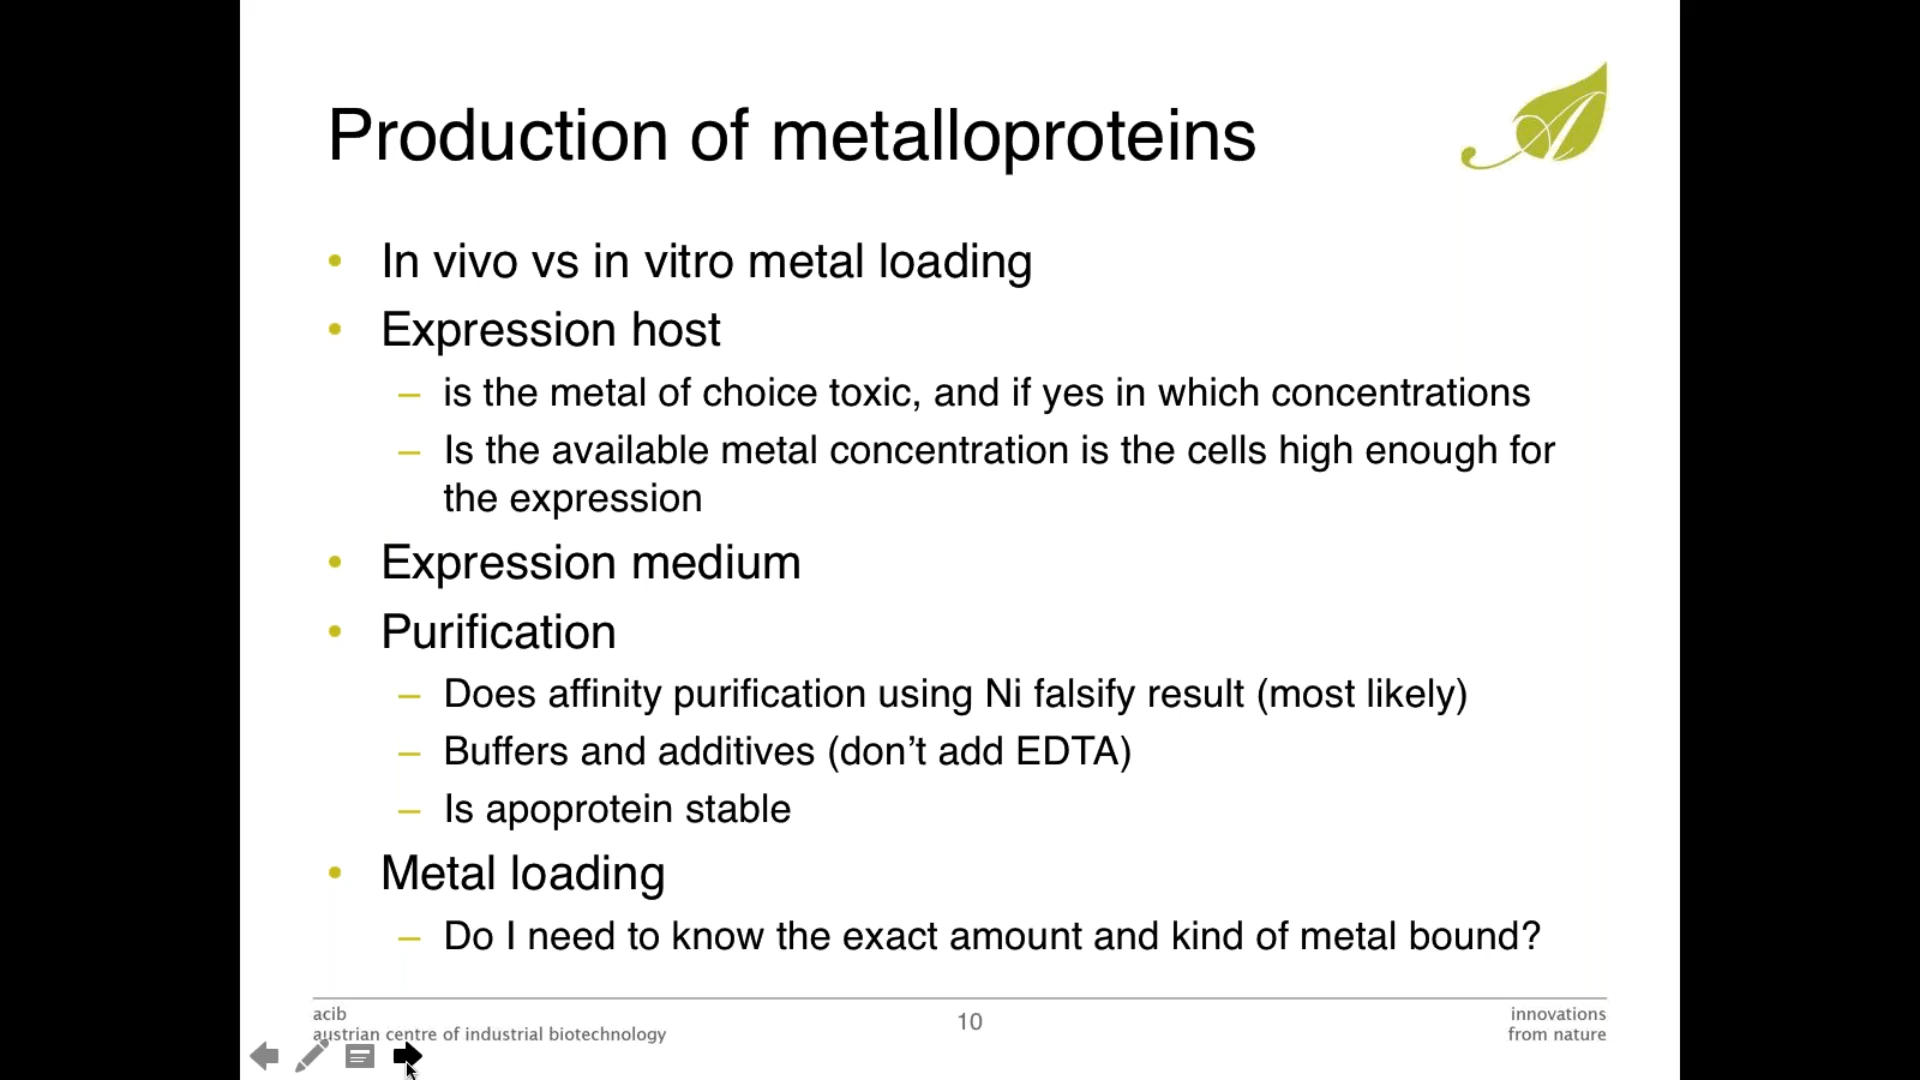 Production of metalloproteins
• In vivo vs in vitro metal loading
• Expression host
– is the metal of choice toxic, and if yes in which concentrations
– Is the available metal concentration is the cells high enough for
the expression
• Expression medium
• Purification
– Does affinity purification using Ni falsify result (most likely)
– Buffers and additives (don’t add EDTA)
– Is apoprotein stable
• Metal loading
– Do I need to know the exact amount and kind of metal bound?
acib
austrian centre of industrial biotechnology
10
innovations
from nature